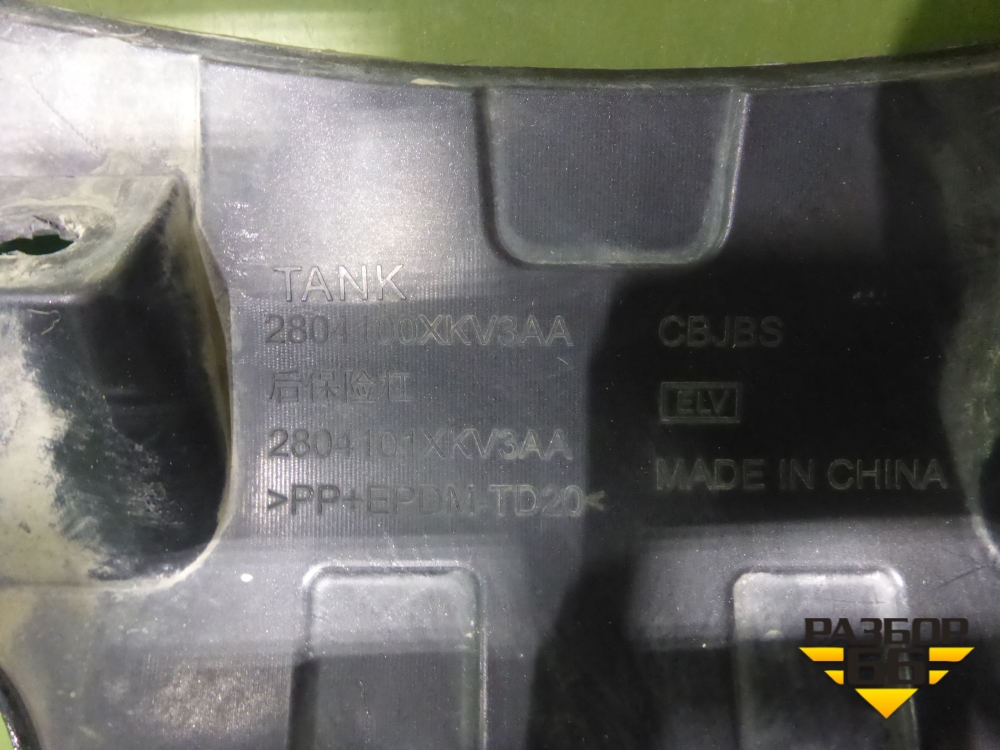 TANK
2804100XKV3AA
后保险杠
2804101XKV3AA
>PP+EPDM-TD20<
CBJBS
ELV
MADE IN CHINA
РАЗБОР
66